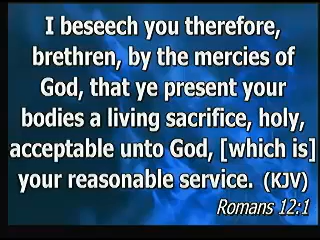 I beseech you therefore,
brethren, by the mercies of
God, that ye present your
bodies a living sacrifice, holy,
acceptable unto God, [which is]
your reasonable service. (KJV)
Romans 12:1